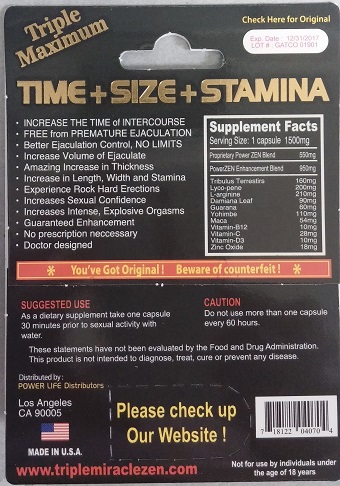 Triple
Maximum
Check Here for Original
Exp. Date : 12/31/2017
LOT # : GATCO 01901
TIME + SIZE + STAMINA
• INCREASE THE TIME of INTERCOURSE
• FREE from PREMATURE EJACULATION
• Better Ejaculation Control, NO LIMITS
• Increase Volume of Ejaculate
• Amazing Increase in Thickness
• Increase in Length, Width and Stamina
• Experience Rock Hard Erections
• Increases Sexual Confidence
• Increases Intense, Explosive Orgasms
• Guaranteed Enhancement
• No prescription neccessary
• Doctor designed
Supplement Facts
Serving Size: 1 capsule 1500mg
Proprietary Power ZEN Blend 550mg
PowerZEN Enhancement Blend 950mg
Tribulus Terrestirs 160mg
Lyco-pene 200mg
L-arginine 210mg
Damiana Leaf 90mg
Guarana 60mg
Yohimbe 110mg
Maca 54mg
Vitamin-B12 10mg
Vitamin-C 28mg
Vitamin-D3 10mg
Zinc Oxide 18mg
* You've Got Original ! Beware of counterfeit ! *
SUGGESTED USE
As a dietary supplement take one capsule
30 minutes prior to sexual activity with
water.
CAUTION
Do not use more than one capsule
every 60 hours.
These statements have not been evaluated by the Food and Drug Administration.
This product is not intended to diagnose, treat, cure or prevent any disease.
Distributed by:
POWER LIFE Distributors
Los Angeles
CA 90005
MADE IN U.S.A.
Please check up
Our Website !
7 18122 04070 4
www.triplemiraclezen.com
Not for use by individuals under
the age of 18 years